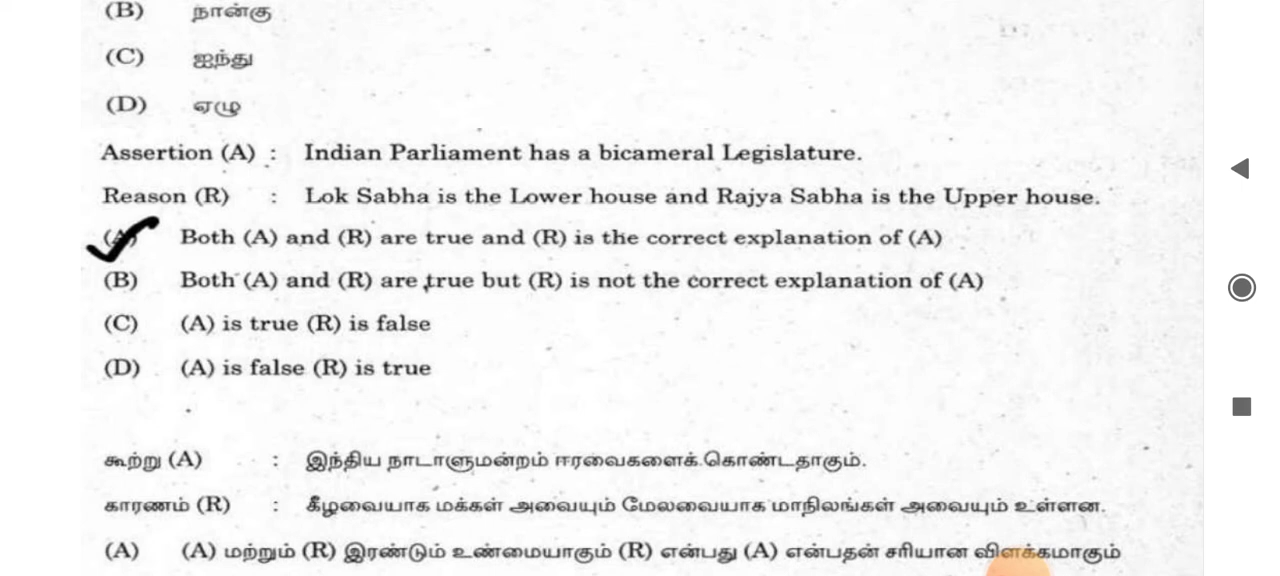 (B) நான்கு
(C) ஐந்து
(D) ஏழு
Assertion (A) : Indian Parliament has a bicameral Legislature.
Reason (R) : Lok Sabha is the Lower house and Rajya Sabha is the Upper house.
(A) Both (A) and (R) are true and (R) is the correct explanation of (A)
(B) Both (A) and (R) are true but (R) is not the correct explanation of (A)
(C) (A) is true (R) is false
(D) (A) is false (R) is true
கூற்று (A) : இந்திய நாடாளுமன்றம் ஈரவைகளைக் கொண்டதாகும்.
காரணம் (R) : கீழவையாக மக்கள் அவையும் மேலவையாக மாநிலங்கள் அவையும் உள்ளன.
(A) (A) மற்றும் (R) இரண்டும் உண்மையாகும் (R) என்பது (A) என்பதன் சரியான விளக்கமாகும்